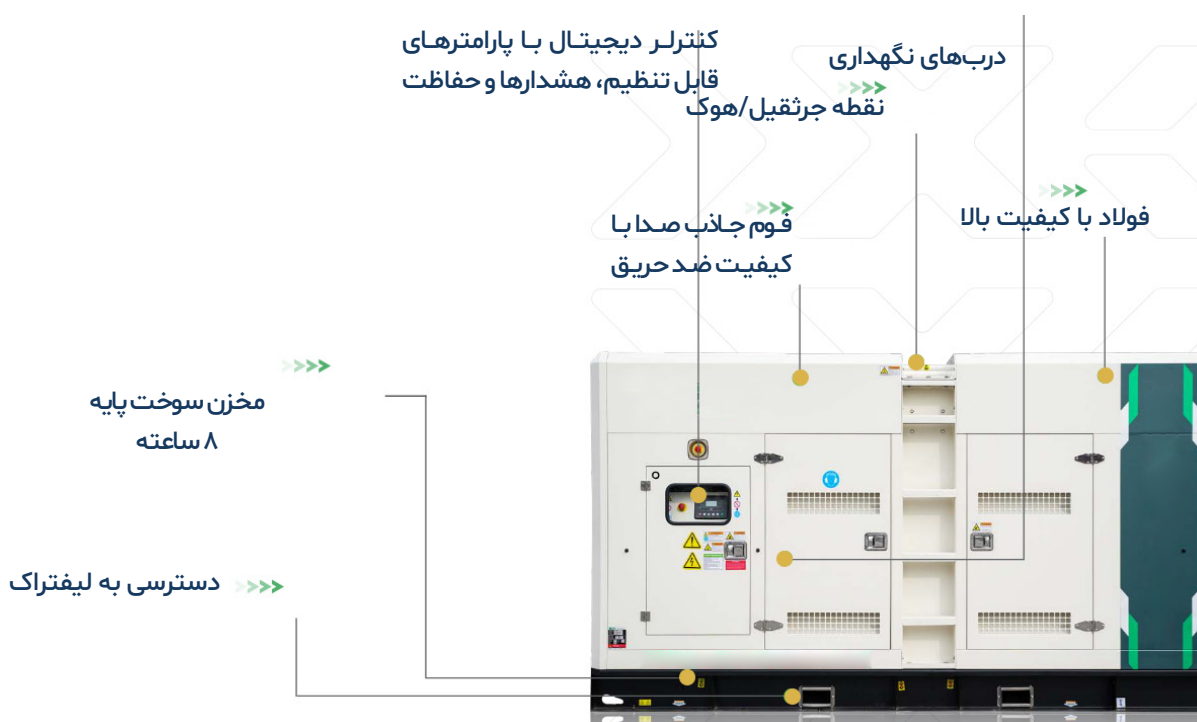 کنترلر دیجیتال با پارامترهای
قابل تنظیم، هشدارها و حفاظت
درب‌های نگهداری
نقطه جرثقیل/هوک
فولاد با کیفیت بالا
فوم جاذب صدا با
کیفیت ضد حریق
مخزن سوخت پایه
۸ ساعته
دسترسی به لیفتراک